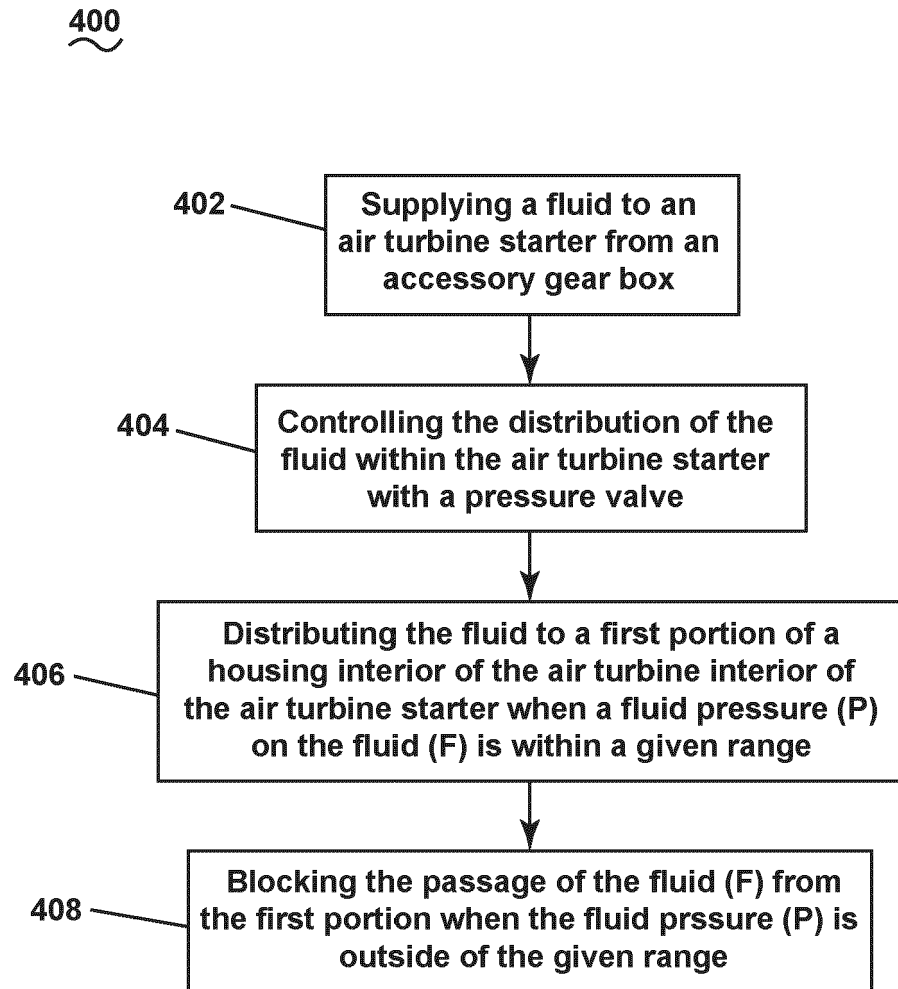 400
402
Supplying a fluid to an
air turbine starter from an
accessory gear box
404
Controlling the distribution of the
fluid within the air turbine starter
with a pressure valve
406
Distributing the fluid to a first portion of a
housing interior of the air turbine interior of
the air turbine starter when a fluid pressure (P)
on the fluid (F) is within a given range
408
Blocking the passage of the fluid (F) from
the first portion when the fluid prssure (P) is
outside of the given range